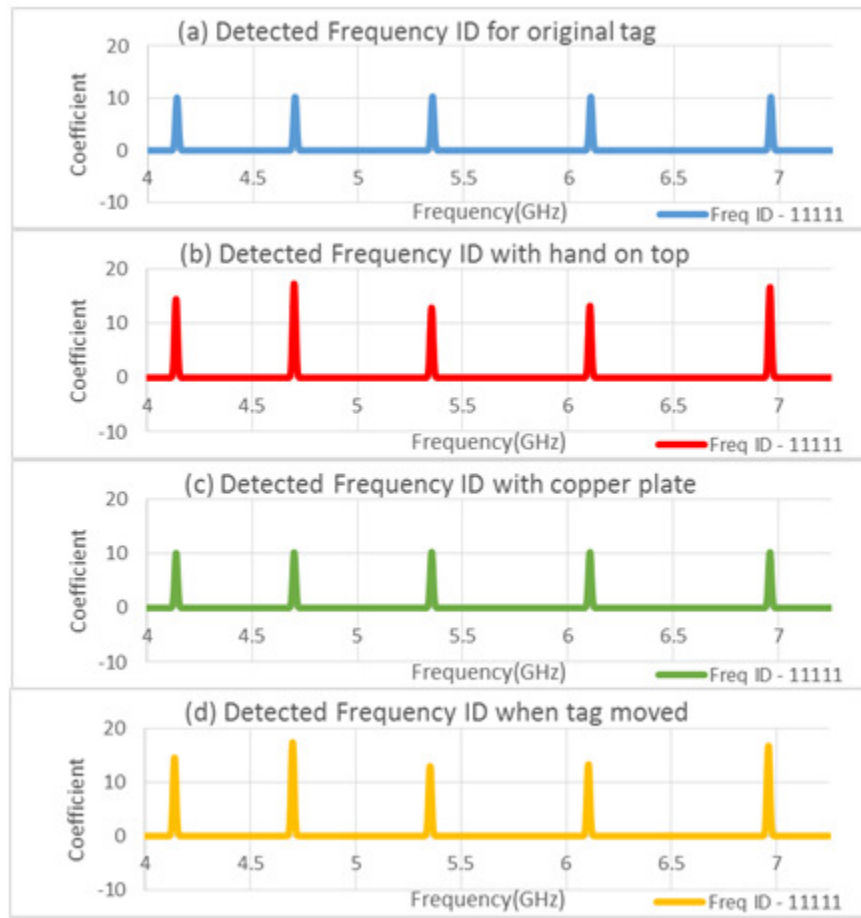 (a) Detected Frequency ID for original tag
20
10
0
-10
Coefficient
4 4.5 5 5.5 6 6.5 7
Frequency(GHz)
Freq ID - 11111
(b) Detected Frequency ID with hand on top
20
10
0
-10
Coefficient
4 4.5 5 5.5 6 6.5 7
Frequency(GHz)
Freq ID - 11111
(c) Detected Frequency ID with copper plate
20
10
0
-10
Coefficient
4 4.5 5 5.5 6 6.5 7
Frequency(GHz)
Freq ID - 11111
(d) Detected Frequency ID when tag moved
20
10
0
-10
Coefficient
4 4.5 5 5.5 6 6.5 7
Frequency(GHz)
Freq ID - 11111